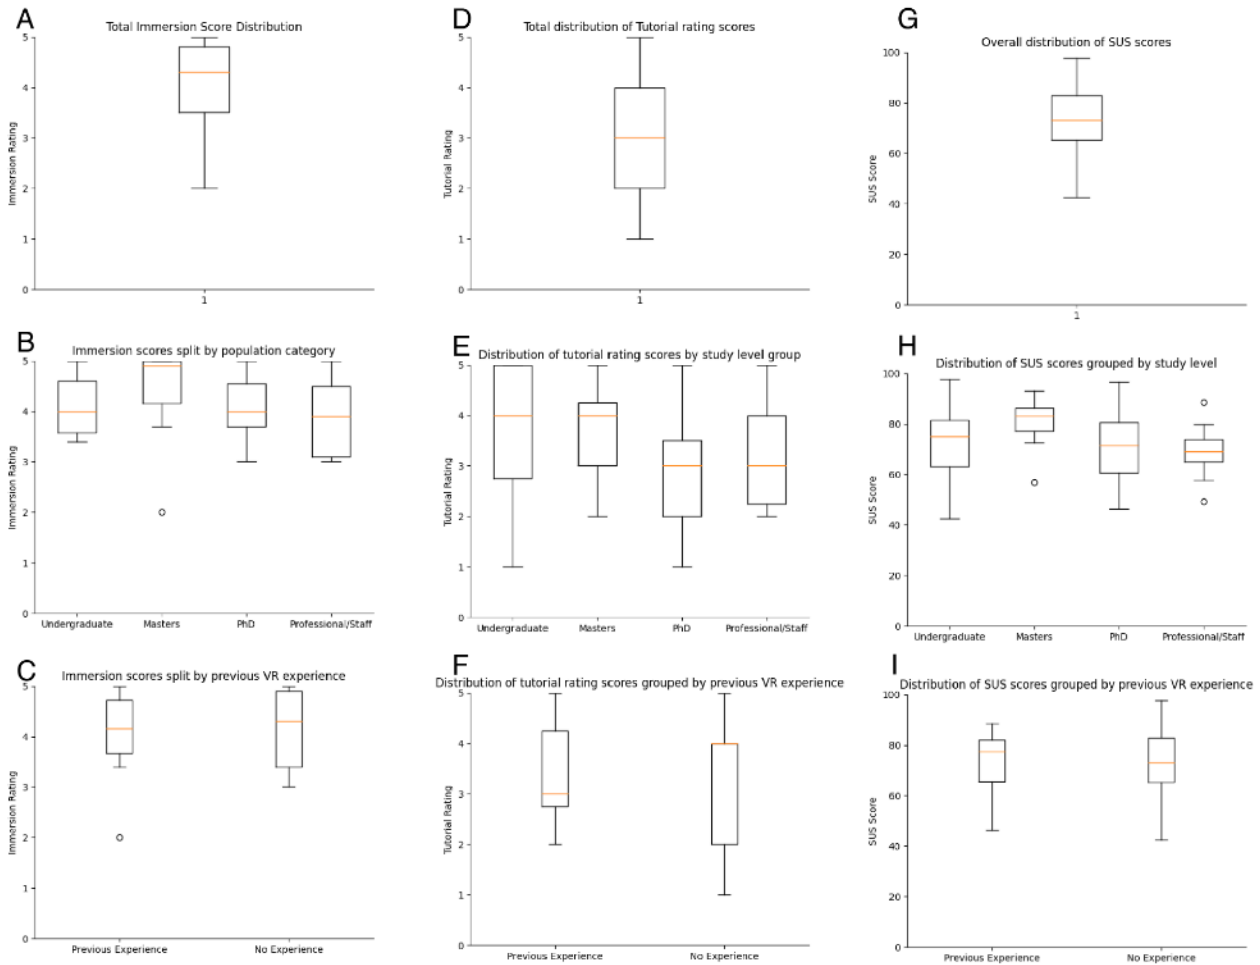 A
Total Immersion Score Distribution
5
4
3
2
1
0
Immersion Rating
1
D
Total distribution of Tutorial rating scores
5
4
3
2
1
0
Tutorial Rating
1
G
Overall distribution of SUS scores
100
80
60
40
20
0
SUS Score
1
B
Immersion scores split by population category
5
4
3
2
1
0
Immersion Rating
Undergraduate Masters PhD Professional/Staff
E
Distribution of tutorial rating scores by study level group
5
4
3
2
1
0
Tutorial Rating
Undergraduate Masters PhD Professional/Staff
H
Distribution of SUS scores grouped by study level
100
80
60
40
20
0
SUS Score
Undergraduate Masters PhD Professional/Staff
C
Immersion scores split by previous VR experience
5
4
3
2
1
0
Immersion Rating
Previous Experience No Experience
F
Distribution of tutorial rating scores grouped by previous VR experience
5
4
3
2
1
0
Tutorial Rating
Previous Experience No Experience
I
Distribution of SUS scores grouped by previous VR experience
100
80
60
40
20
0
SUS Score
Previous Experience No Experience